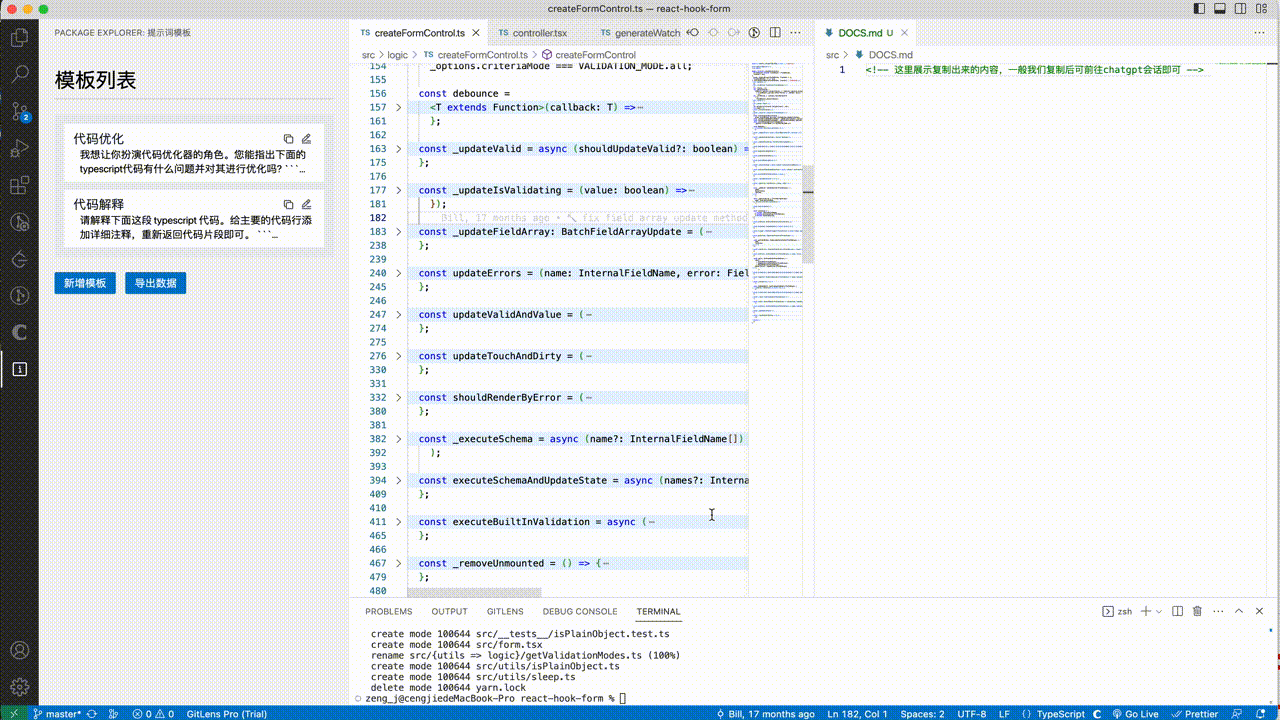 createFormControl.ts — react-hook-form
PACKAGE EXPLORER: 提示词模板
模板列表
代码优化
我想让你扮演代码优化器的角色。您能指出下面的
typescript代码有什么问题并对其进行优化吗? ```...
代码解释
请解释下面这段 typescript 代码。给主要的代码行添
加详细注释，重新返回代码片段即可。 ```...
新增模板 导出数据
2
TS createFormControl.ts TS controller.tsx TS generateWatch
src > logic > TS createFormControl.ts > createFormControl
154 _options.criteriaMode === VALIDATION_MODE.all;
155
156 const debounce =
157 <T extends Function>(callback: T) =>
161 };
162
163 const _updateValid = async (shouldUpdateValid?: boolean) =
175 };
176
177 const _updateIsValidating = (value: boolean) =>
181 });
182 Bill, 17 months ago • fix field array update method
183 const _updateFieldArray: BatchFieldArrayUpdate = (
238 };
239
240 const updateErrors = (name: InternalFieldName, error: Fiel
245 };
246
247 const updateValidAndValue = (
274 };
275
276 const updateTouchAndDirty = (
330 };
331
332 const shouldRenderByError = (
380 };
381
382 const _executeSchema = async (name?: InternalFieldName[])
392 );
393
394 const executeSchemaAndUpdateState = async (names?: Interna
409 };
410
411 const executeBuiltInValidation = async (
465 };
466
467 const _removeUnmounted = () => {
479 };
480
DOCS.md U
src > DOCS.md
1 <!-- 这里展示复制出来的内容，一般我们复制后可前往chatgpt会话即可 -->
PROBLEMS OUTPUT GITLENS DEBUG CONSOLE TERMINAL zsh
create mode 100644 src/__tests__/isPlainObject.test.ts
create mode 100644 src/form.tsx
rename src/{utils => logic}/getValidationModes.ts (100%)
create mode 100644 src/utils/isPlainObject.ts
create mode 100644 src/utils/sleep.ts
delete mode 100644 yarn.lock
zeng_j@cengjiedeMacBook-Pro react-hook-form %
master* 0 0 GitLens Pro (Trial) Bill, 17 months ago Ln 182, Col 1 Spaces: 2 UTF-8 LF {} TypeScript Go Live Prettier